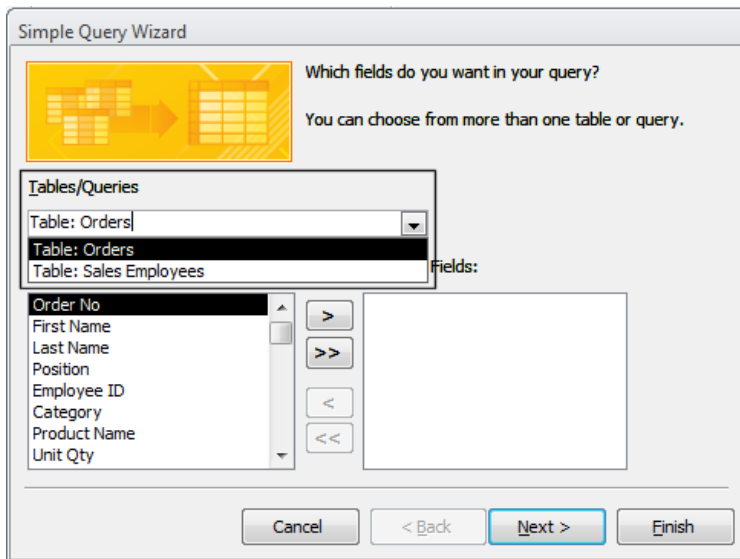 Simple Query Wizard
Which fields do you want in your query?
You can choose from more than one table or query.
Tables/Queries
Table: Orders
Table: Orders
Table: Sales Employees
Fields:
Order No
First Name
Last Name
Position
Employee ID
Category
Product Name
Unit Qty
>
>>
<
<<
Cancel
< Back
Next >
Finish